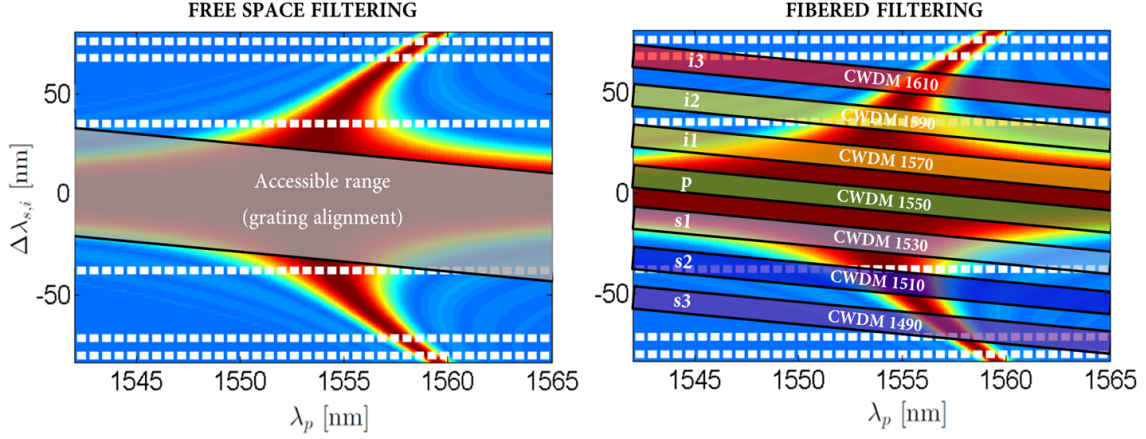 FREE SPACE FILTERING
50
0
-50
Δλs,i [nm]
Accessible range
(grating alignment)
1545
1550
1555
1560
1565
λp [nm]
FIBERED FILTERING
50
0
-50
i3
CWDM 1610
i2
CWDM 1590
i1
CWDM 1570
p
CWDM 1550
s1
CWDM 1530
s2
CWDM 1510
s3
CWDM 1490
1545
1550
1555
1560
1565
λp [nm]